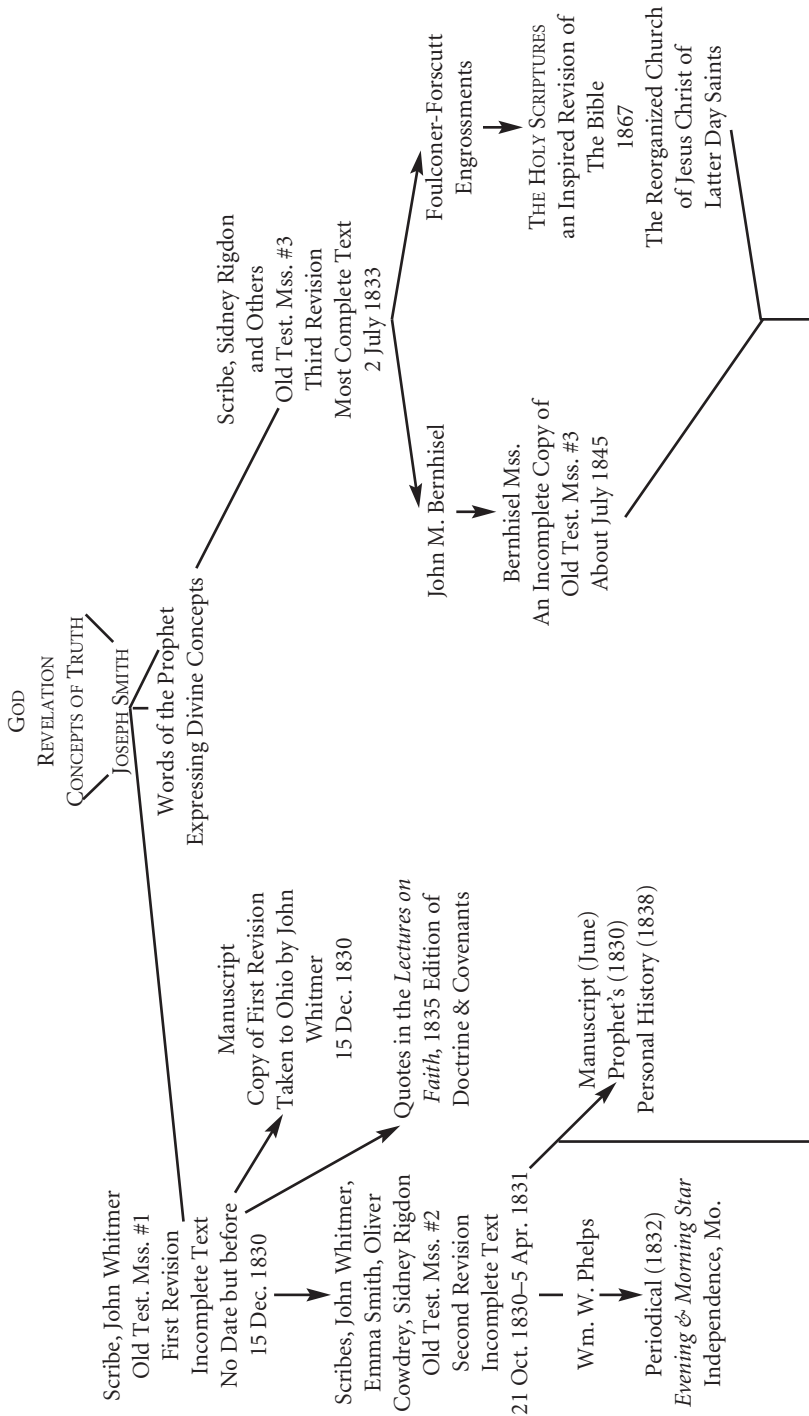 GOD
REVELATION
CONCEPTS OF TRUTH
JOSEPH SMITH
Words of the Prophet
Expressing Divine Concepts
Scribe, John Whitmer
Old Test. Mss. #1
First Revision
Incomplete Text
No Date but before
15 Dec. 1830
Manuscript
Copy of First Revision
Taken to Ohio by John
Whitmer
15 Dec. 1830
Quotes in the Lectures on
Faith, 1835 Edition of
Doctrine & Covenants
Scribes, John Whitmer,
Emma Smith, Oliver
Cowdrey, Sidney Rigdon
Old Test. Mss. #2
Second Revision
Incomplete Text
21 Oct. 1830–5 Apr. 1831
Manuscript (June)
Prophet's (1830)
Personal History (1838)
Wm. W. Phelps
Periodical (1832)
Evening & Morning Star
Independence, Mo.
Scribe, Sidney Rigdon
and Others
Old Test. Mss. #3
Third Revision
Most Complete Text
2 July 1833
John M. Bernhisel
Bernhisel Mss.
An Incomplete Copy of
Old Test. Mss. #3
About July 1845
Foulconer-Forscutt
Engrossments
THE HOLY SCRIPTURES
an Inspired Revision of
The Bible
1867
The Reorganized Church
of Jesus Christ of
Latter Day Saints